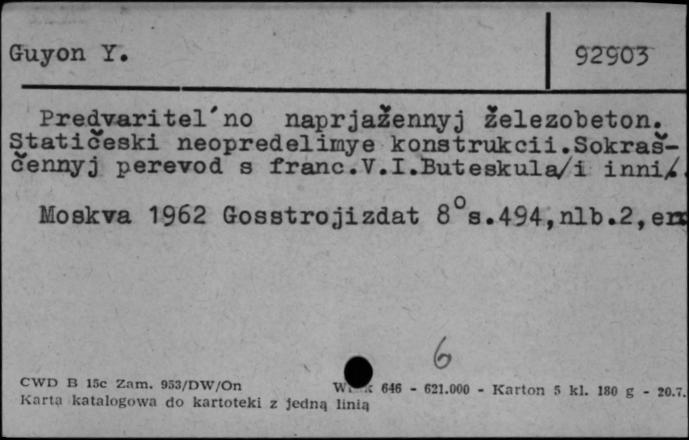 Guyon Y. 92903
Predvaritel´no naprjažennyj železobeton.
Statičeski neopredelimye konstrukcii.Sokraš-
čennyj perevod s franc.V.I.Buteskula/i inni/.
Moskva 1962 Gosstrojizdat 8°s.494,nlb.2,err
6
CWD B 15c Zam. 953/DW/On 646 - 621.000 - Karton 5 kl. 180 g - 20.7.
Karta katalogowa do kartoteki z jedną linią